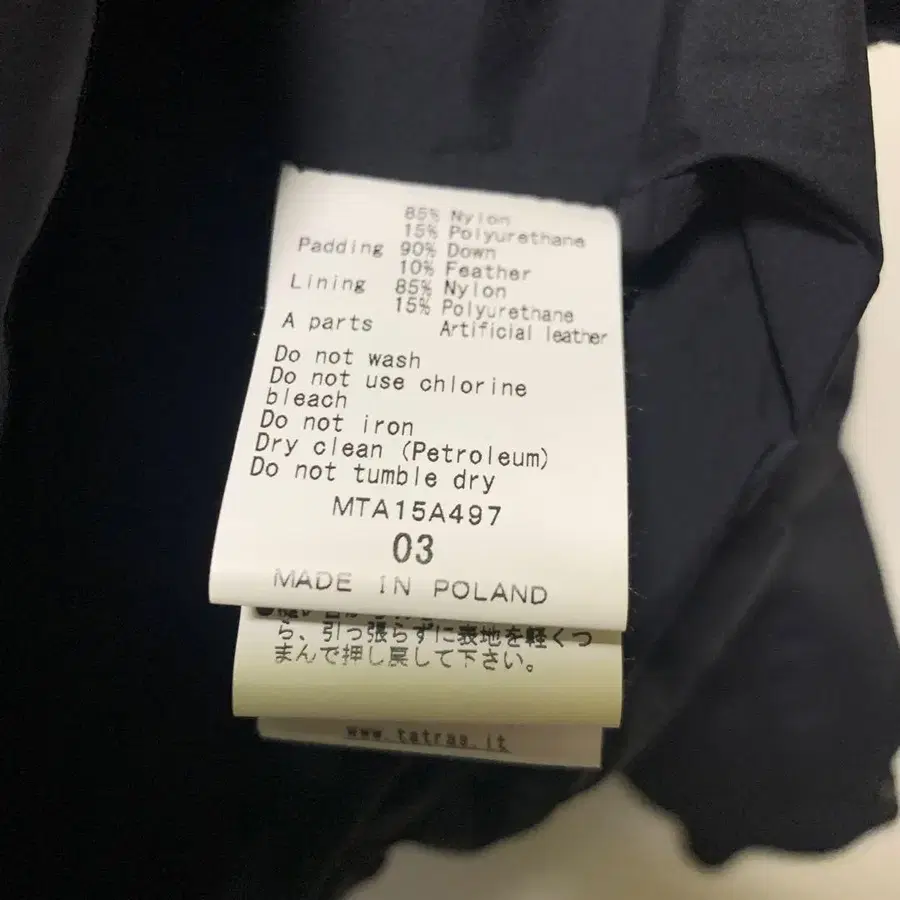 85% Nylon
15% Polyurethane
Padding 90% Down
10% Feather
Lining 85% Nylon
15% Polyurethane
A parts Artificial leather
Do not wash
Do not use chlorine
bleach
Do not iron
Dry clean (Petroleum)
Do not tumble dry
MTA15A497
03
MADE IN POLAND
ら、引っ張らずに表地を軽くつ
まんで押し戻して下さい。
www.tatras.it